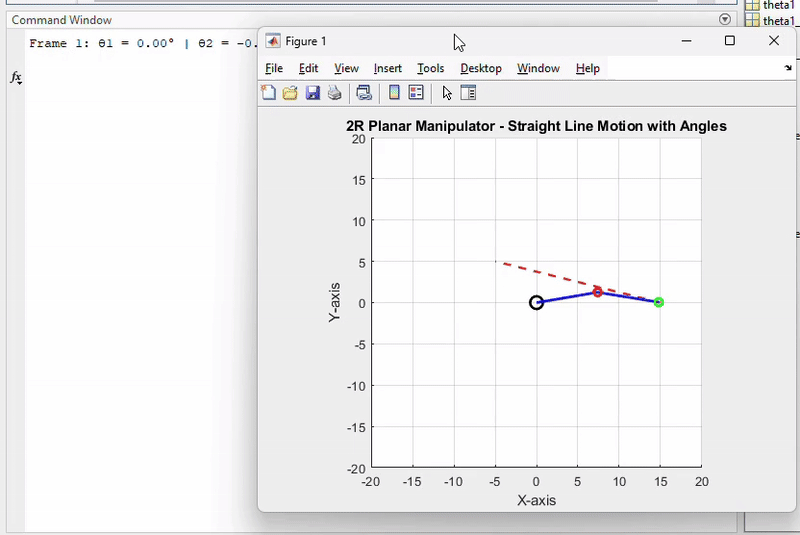 Command Window
Frame 1: θ1 = 0.00° | θ2 = -0.
fx
theta1
theta1_
Figure 1
File Edit View Insert Tools Desktop Window Help
2R Planar Manipulator - Straight Line Motion with Angles
20
15
10
5
0
-5
-10
-15
-20
Y-axis
-20 -15 -10 -5 0 5 10 15 20
X-axis